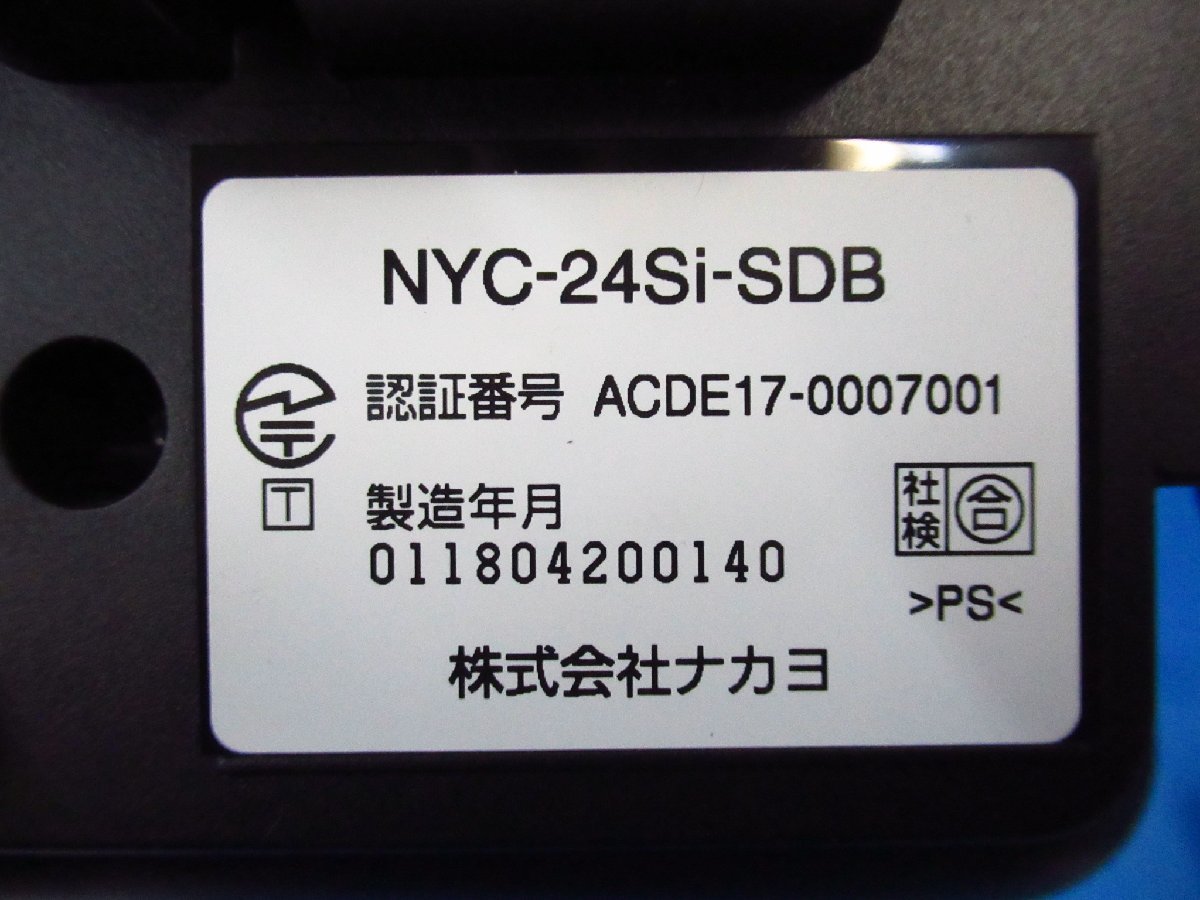 NYC-24Si-SDB
認証番号 ACDE17-0007001
T
製造年月
011804200140
社検 合
>PS<
株式会社ナカヨ